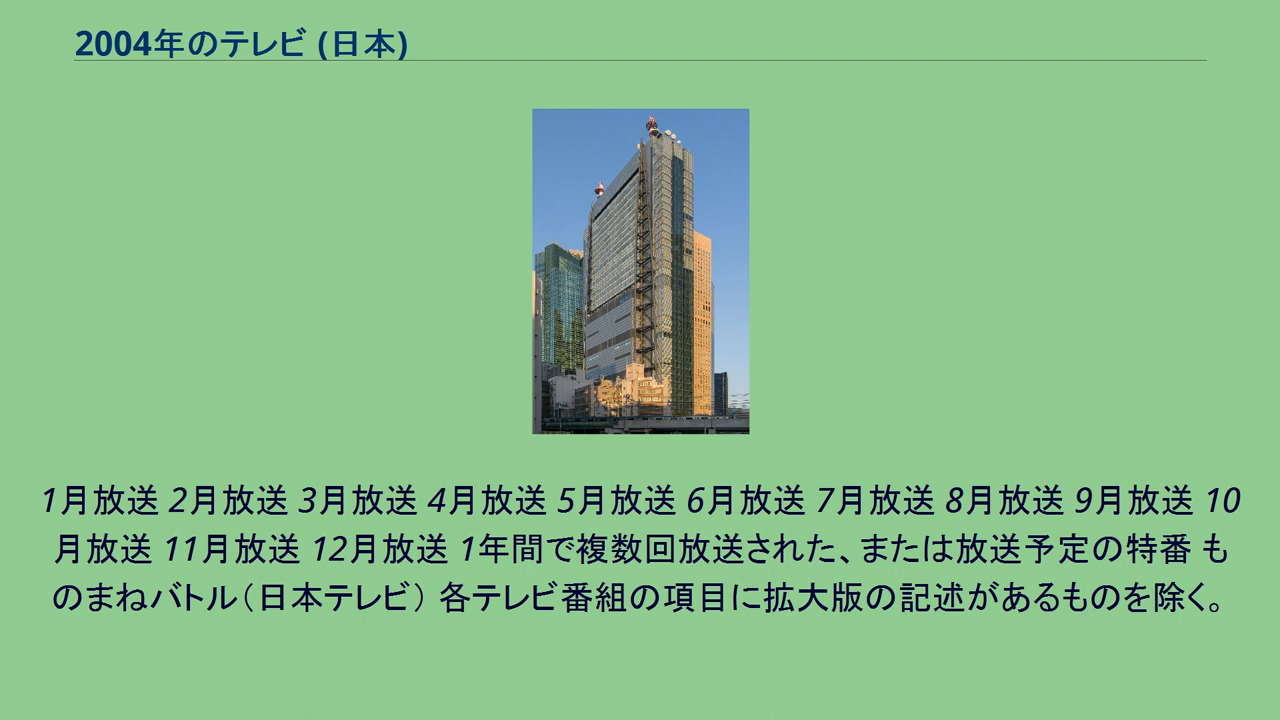 2004年のテレビ (日本)
1月放送 2月放送 3月放送 4月放送 5月放送 6月放送 7月放送 8月放送 9月放送 10
月放送 11月放送 12月放送 1年間で複数回放送された、または放送予定の特番 も
のまねバトル（日本テレビ） 各テレビ番組の項目に拡大版の記述があるものを除く。